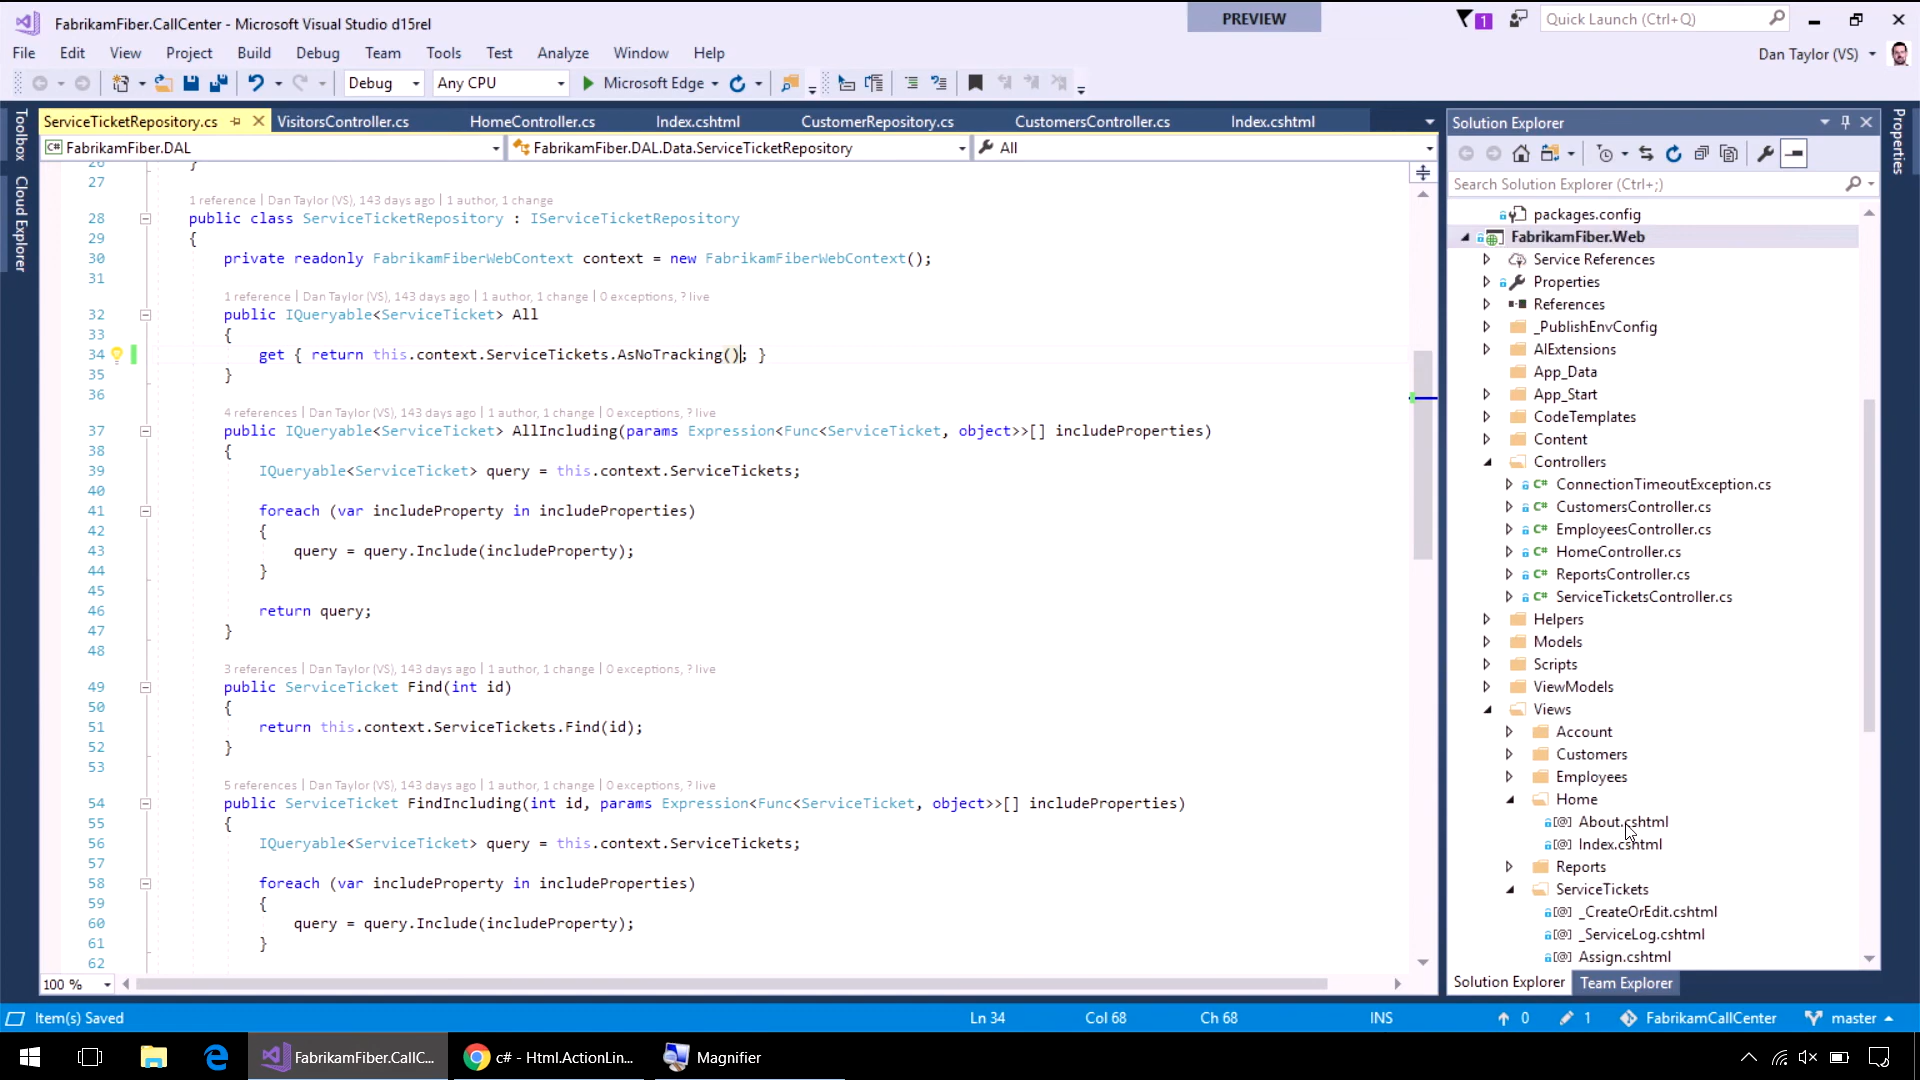 FabrikamFiber.CallCenter - Microsoft Visual Studio d15rel
PREVIEW
1
Quick Launch (Ctrl+Q)
File Edit View Project Build Debug Team Tools Test Analyze Window Help
Dan Taylor (VS)
Debug Any CPU Microsoft Edge
Toolbox
Cloud Explorer
ServiceTicketRepository.cs VisitorsController.cs HomeController.cs Index.cshtml CustomerRepository.cs CustomersController.cs Index.cshtml
C# FabrikamFiber.DAL FabrikamFiber.DAL.Data.ServiceTicketRepository All
26 }
27
1 reference | Dan Taylor (VS), 143 days ago | 1 author, 1 change
28 public class ServiceTicketRepository : IServiceTicketRepository
29 {
30 private readonly FabrikamFiberWebContext context = new FabrikamFiberWebContext();
31
1 reference | Dan Taylor (VS), 143 days ago | 1 author, 1 change | 0 exceptions, ? live
32 public IQueryable<ServiceTicket> All
33 {
34 get { return this.context.ServiceTickets.AsNoTracking(); }
35 }
36
4 references | Dan Taylor (VS), 143 days ago | 1 author, 1 change | 0 exceptions, ? live
37 public IQueryable<ServiceTicket> AllIncluding(params Expression<Func<ServiceTicket, object>>[] includeProperties)
38 {
39 IQueryable<ServiceTicket> query = this.context.ServiceTickets;
40
41 foreach (var includeProperty in includeProperties)
42 {
43 query = query.Include(includeProperty);
44 }
45
46 return query;
47 }
48
3 references | Dan Taylor (VS), 143 days ago | 1 author, 1 change | 0 exceptions, ? live
49 public ServiceTicket Find(int id)
50 {
51 return this.context.ServiceTickets.Find(id);
52 }
53
5 references | Dan Taylor (VS), 143 days ago | 1 author, 1 change | 0 exceptions, ? live
54 public ServiceTicket FindIncluding(int id, params Expression<Func<ServiceTicket, object>>[] includeProperties)
55 {
56 IQueryable<ServiceTicket> query = this.context.ServiceTickets;
57
58 foreach (var includeProperty in includeProperties)
59 {
60 query = query.Include(includeProperty);
61 }
62
100 %
Solution Explorer
Search Solution Explorer (Ctrl+;)
packages.config
FabrikamFiber.Web
Service References
Properties
References
_PublishEnvConfig
AIExtensions
App_Data
App_Start
CodeTemplates
Content
Controllers
C# ConnectionTimeoutException.cs
C# CustomersController.cs
C# EmployeesController.cs
C# HomeController.cs
C# ReportsController.cs
C# ServiceTicketsController.cs
Helpers
Models
Scripts
ViewModels
Views
Account
Customers
Employees
Home
[@] About.cshtml
[@] Index.cshtml
Reports
ServiceTickets
[@] _CreateOrEdit.cshtml
[@] _ServiceLog.cshtml
[@] Assign.cshtml
Solution Explorer Team Explorer
Properties
Item(s) Saved Ln 34 Col 68 Ch 68 INS 0 1 FabrikamCallCenter master
FabrikamFiber.CallC... c# - Html.ActionLin... Magnifier